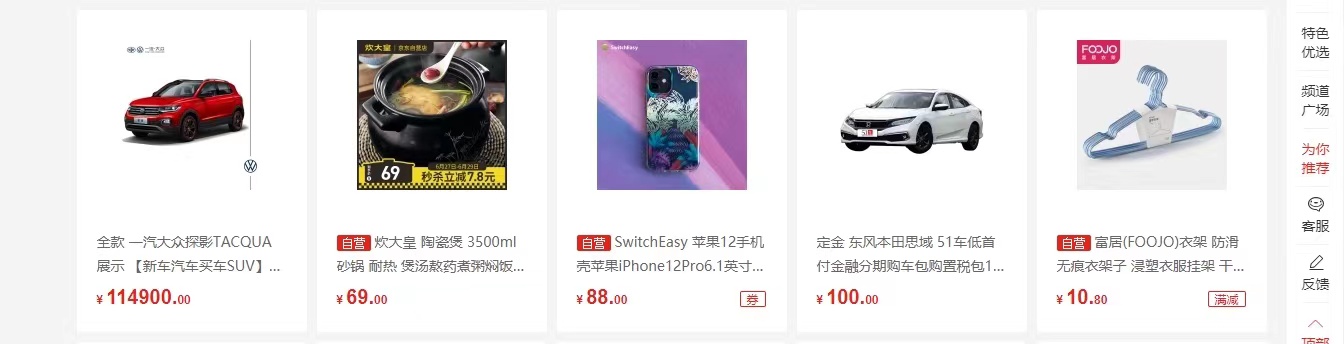 炊大皇 京东自营店
6月27日-6月29日
69
秒杀立减7.8元
SwitchEasy
51
FOOJO
富居衣架
全款 一汽大众探影TACQUA
展示 【新车汽车买车SUV】...
¥ 114900.00
自营 炊大皇 陶瓷煲 3500ml
砂锅 耐热 煲汤熬药煮粥焖饭...
¥ 69.00
自营 SwitchEasy 苹果12手机
壳苹果iPhone12Pro6.1英寸...
¥ 88.00 券
定金 东风本田思域 51车低首
付金融分期购车包购置税包1...
¥ 100.00
自营 富居(FOOJO)衣架 防滑
无痕衣架子 浸塑衣服挂架 干...
¥ 10.80 满减
特色
优选
频道
广场
为你
推荐
客服
反馈
顶部